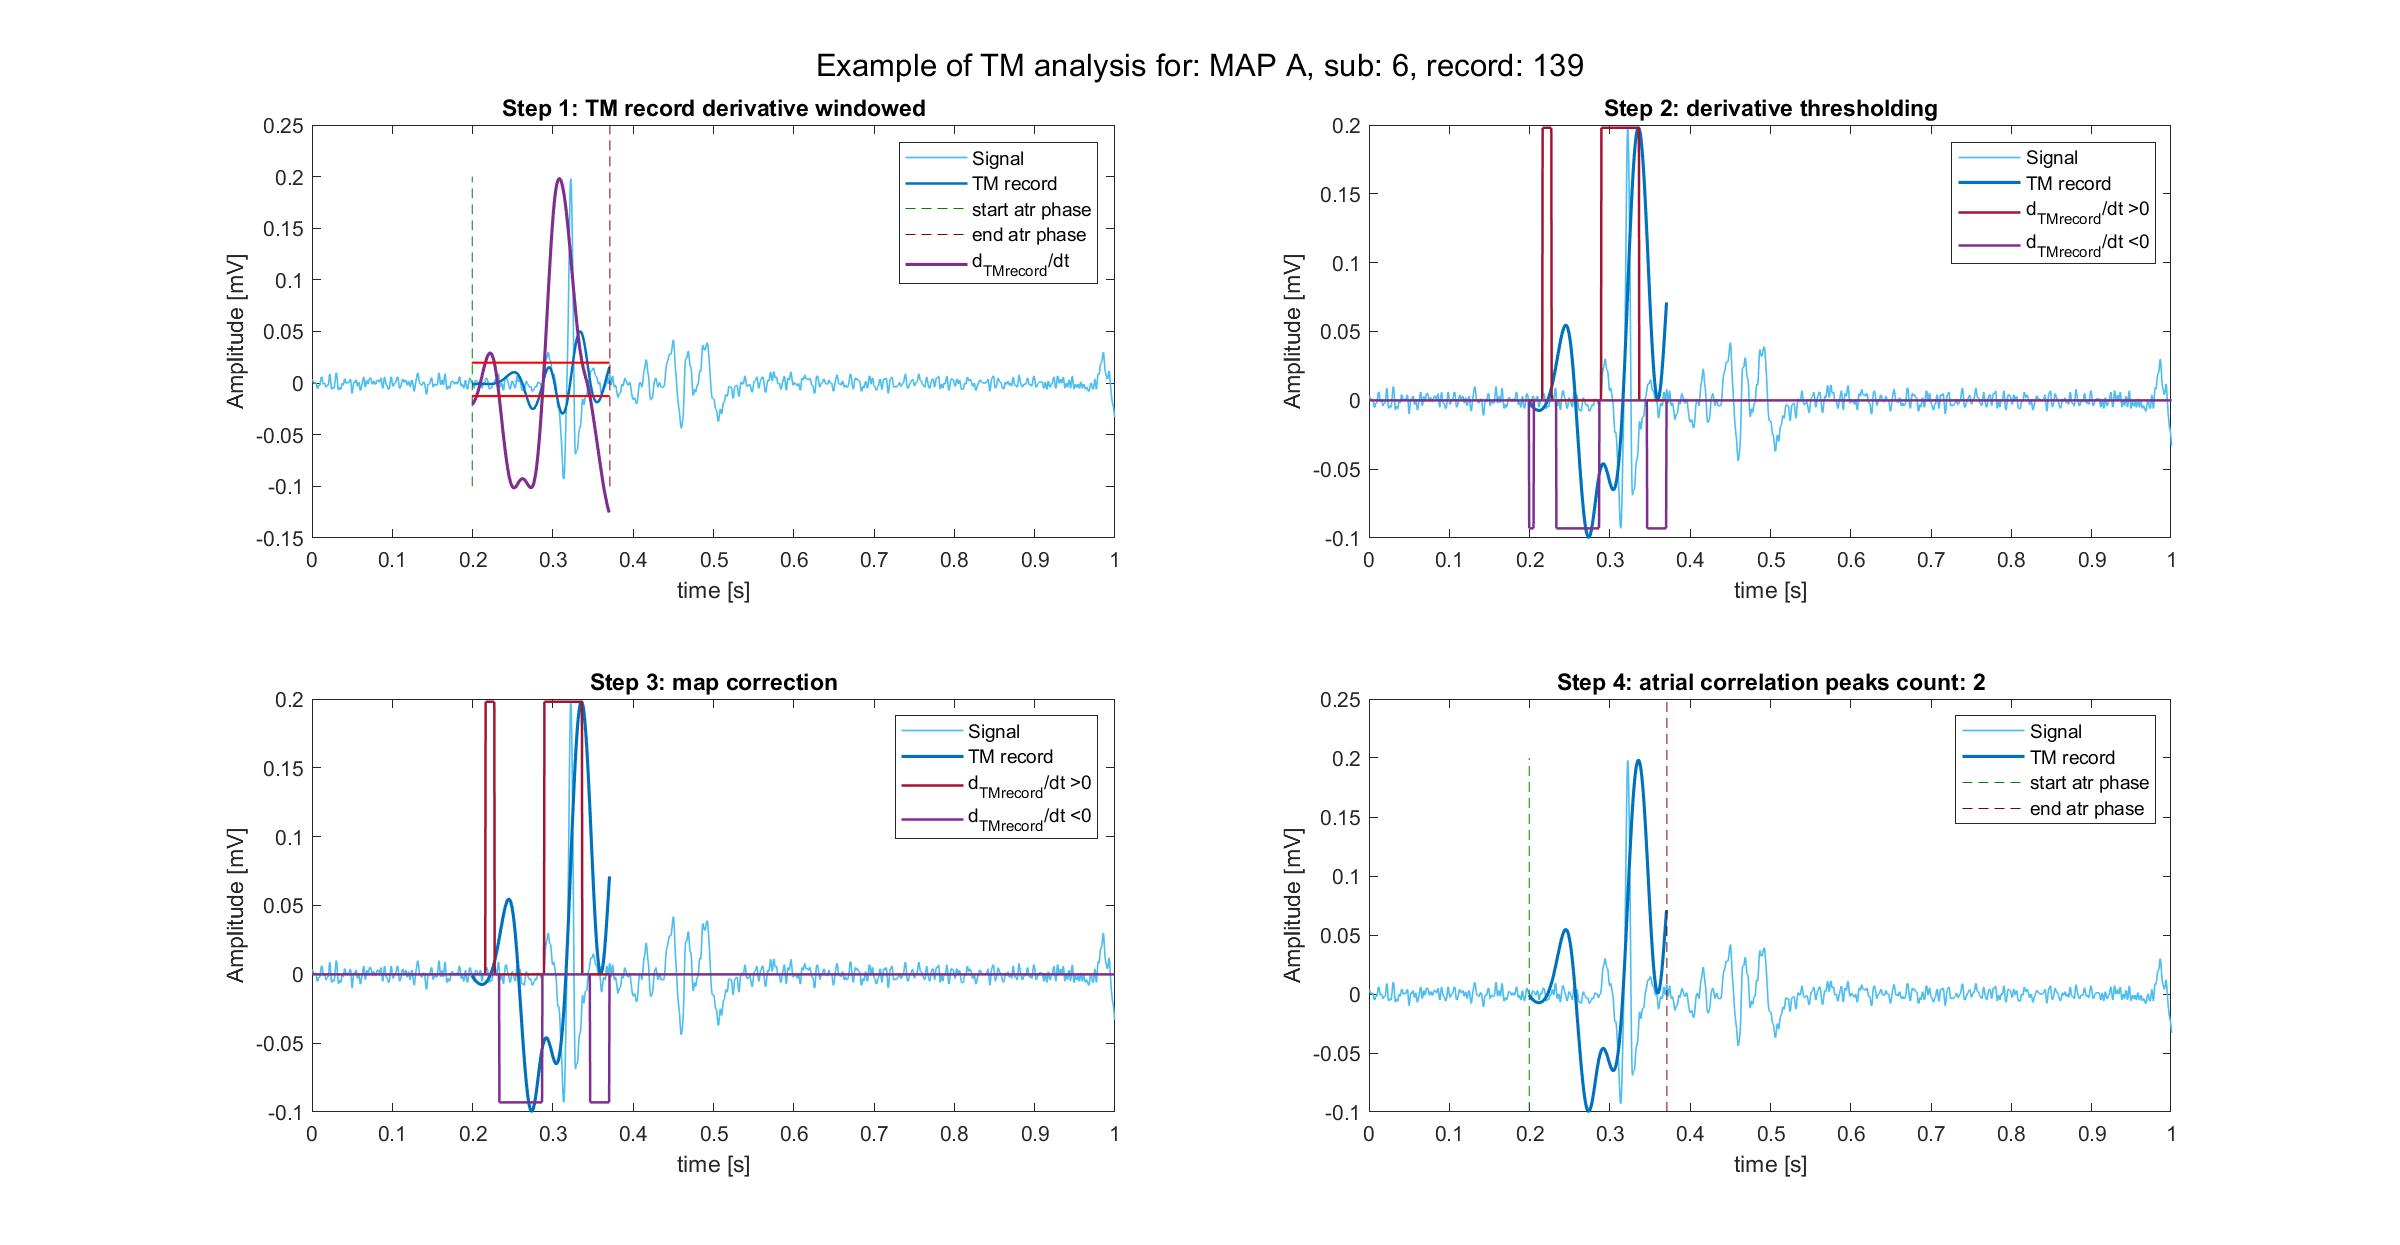 Example of TM analysis for: MAP A, sub: 6, record: 139
Step 1: TM record derivative windowed
0.25
0.2
0.15
0.1
0.05
0
-0.05
-0.1
-0.15
Amplitude [mV]
Signal
TM record
start atr phase
end atr phase
dTMrecord/dt
0 0.1 0.2 0.3 0.4 0.5 0.6 0.7 0.8 0.9 1
time [s]
Step 2: derivative thresholding
0.2
0.15
0.1
0.05
0
-0.05
-0.1
Amplitude [mV]
Signal
TM record
dTMrecord/dt >0
dTMrecord/dt <0
0 0.1 0.2 0.3 0.4 0.5 0.6 0.7 0.8 0.9 1
time [s]
Step 3: map correction
0.2
0.15
0.1
0.05
0
-0.05
-0.1
Amplitude [mV]
Signal
TM record
dTMrecord/dt >0
dTMrecord/dt <0
0 0.1 0.2 0.3 0.4 0.5 0.6 0.7 0.8 0.9 1
time [s]
Step 4: atrial correlation peaks count: 2
0.25
0.2
0.15
0.1
0.05
0
-0.05
-0.1
Amplitude [mV]
Signal
TM record
start atr phase
end atr phase
0 0.1 0.2 0.3 0.4 0.5 0.6 0.7 0.8 0.9 1
time [s]